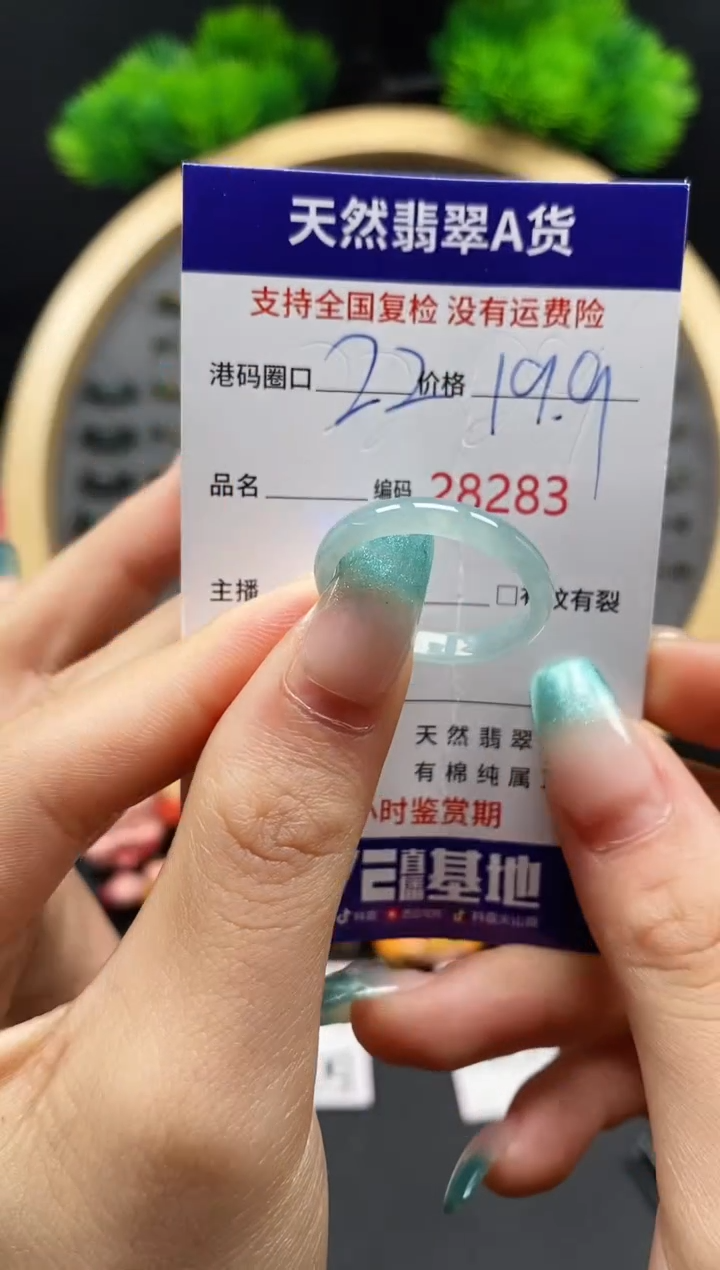 天然翡翠A货
支持全国复检 没有运费险
港码圈口 22 价格 19.9
品名 编码 28283
主播 纹有裂
天然翡翠
有棉纯属
小时鉴赏期
直播基地